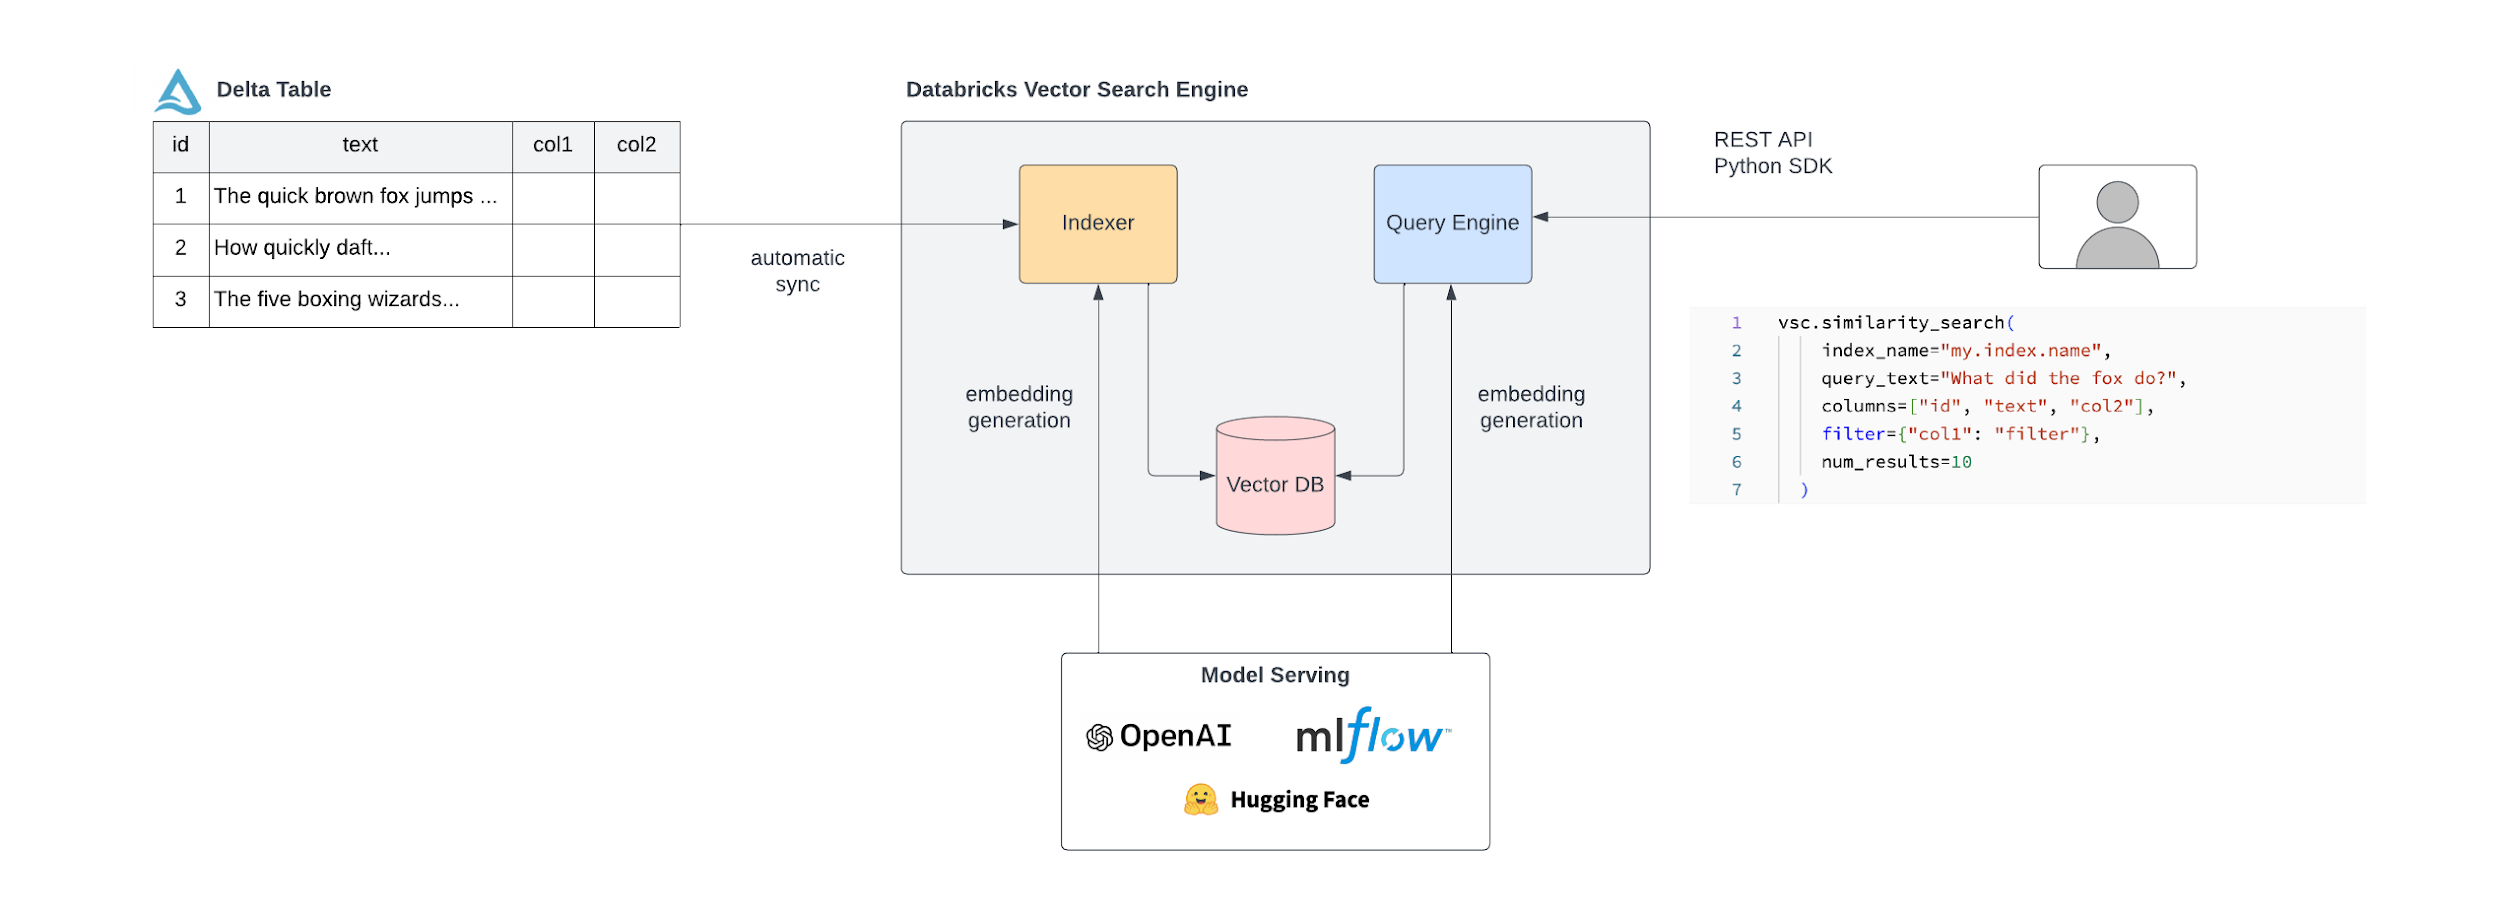 Delta Table
id text col1 col2
1 The quick brown fox jumps ...
2 How quickly daft...
3 The five boxing wizards...
automatic
sync
Databricks Vector Search Engine
Indexer
Query Engine
embedding
generation
embedding
generation
Vector DB
REST API
Python SDK
1 vsc.similarity_search(
2 index_name="my.index.name",
3 query_text="What did the fox do?",
4 columns=["id", "text", "col2"],
5 filter={"col1": "filter"},
6 num_results=10
7 )
Model Serving
OpenAI
mlflow™
Hugging Face